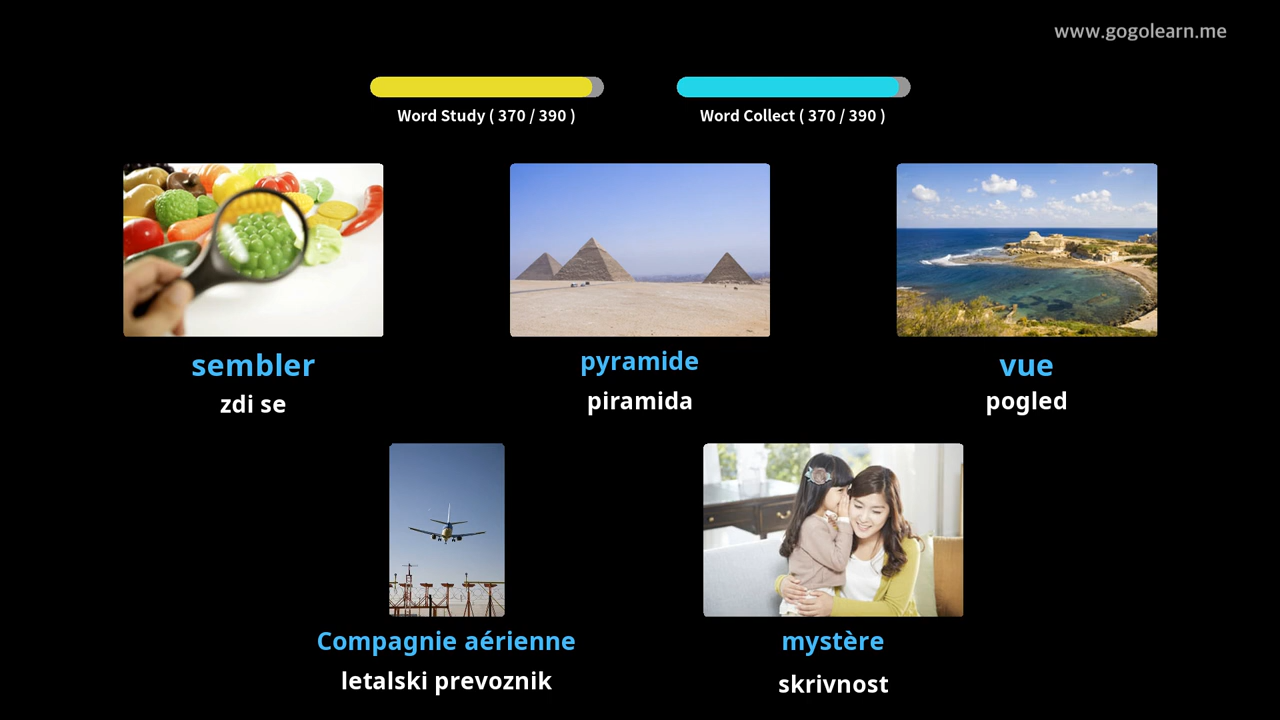 www.gogolearn.me
Word Study ( 370 / 390 )
Word Collect ( 370 / 390 )
sembler
zdi se
pyramide
piramida
vue
pogled
Compagnie aérienne
letalski prevoznik
mystère
skrivnost